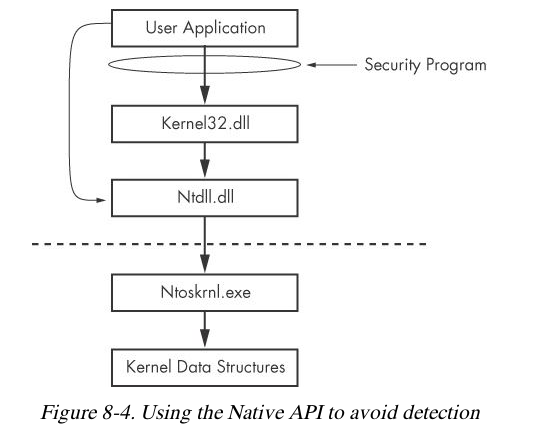 User Application
Security Program
Kernel32.dll
Ntdll.dll
Ntoskrnl.exe
Kernel Data Structures
Figure 8-4. Using the Native API to avoid detection